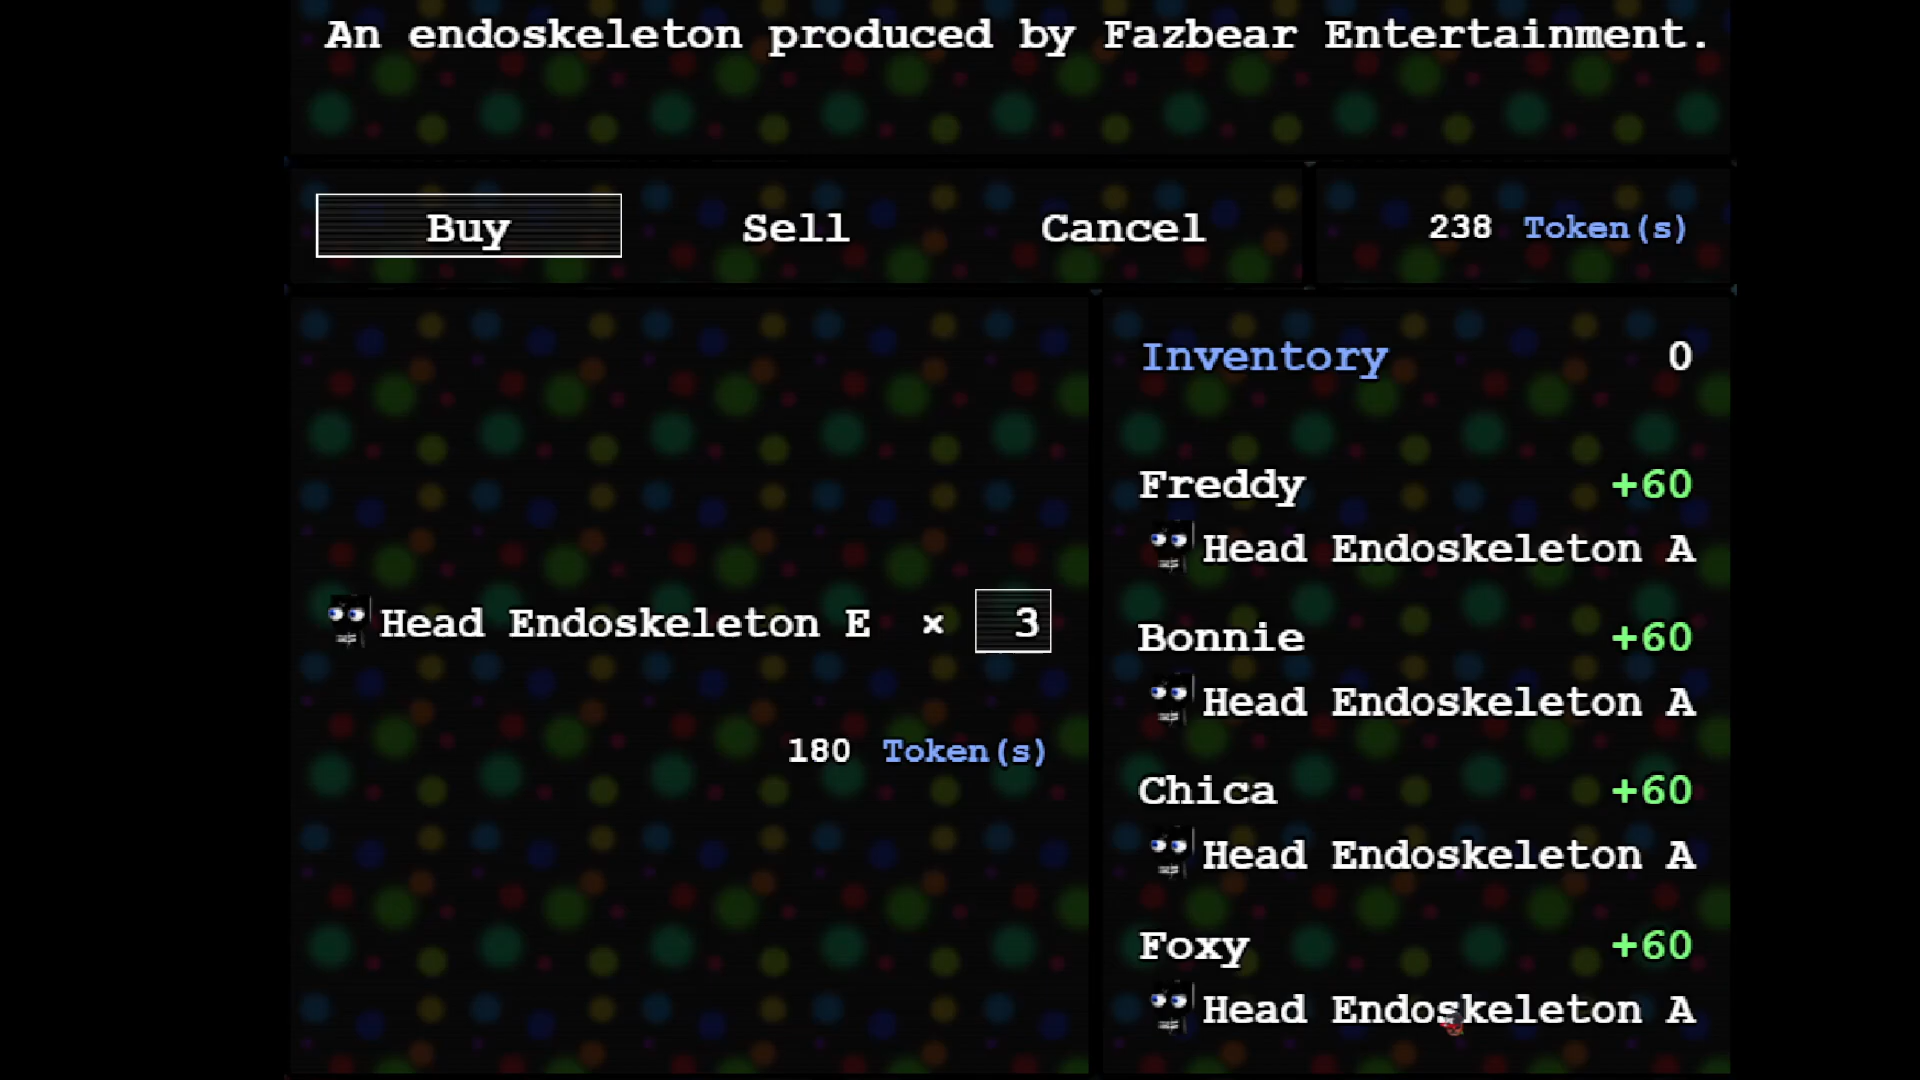 An endoskeleton produced by Fazbear Entertainment.
Buy Sell Cancel 238 Token(s)
Head Endoskeleton E × 3
180 Token(s)
Inventory 0
Freddy +60
Head Endoskeleton A
Bonnie +60
Head Endoskeleton A
Chica +60
Head Endoskeleton A
Foxy +60
Head Endoskeleton A